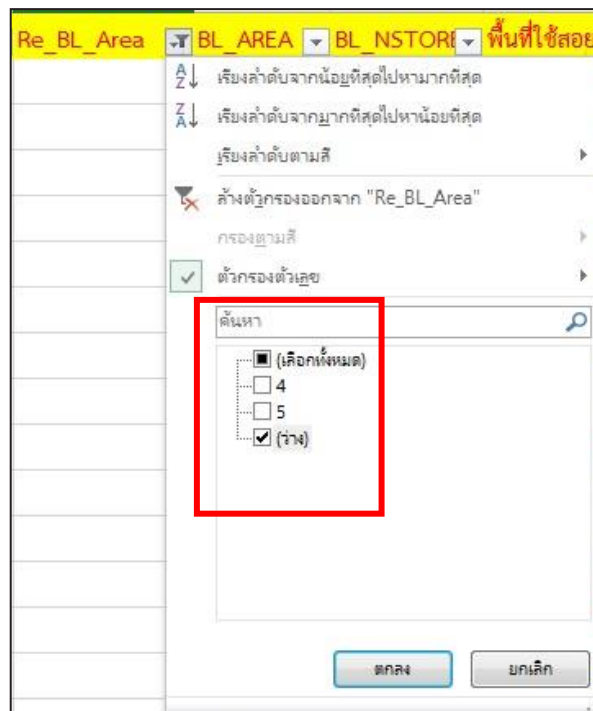 Re_BL_Area BL_AREA BL_NSTORE พื้นที่ใช้สอย
เรียงลำดับจากน้อยที่สุดไปหามากที่สุด
เรียงลำดับจากมากที่สุดไปหาน้อยที่สุด
เรียงลำดับตามสี
ล้างตัวกรองออกจาก "Re_BL_Area"
กรองตามสี
ตัวกรองตัวเลข
ค้นหา
(เลือกทั้งหมด)
4
5
(ว่าง)
ตกลง ยกเลิก